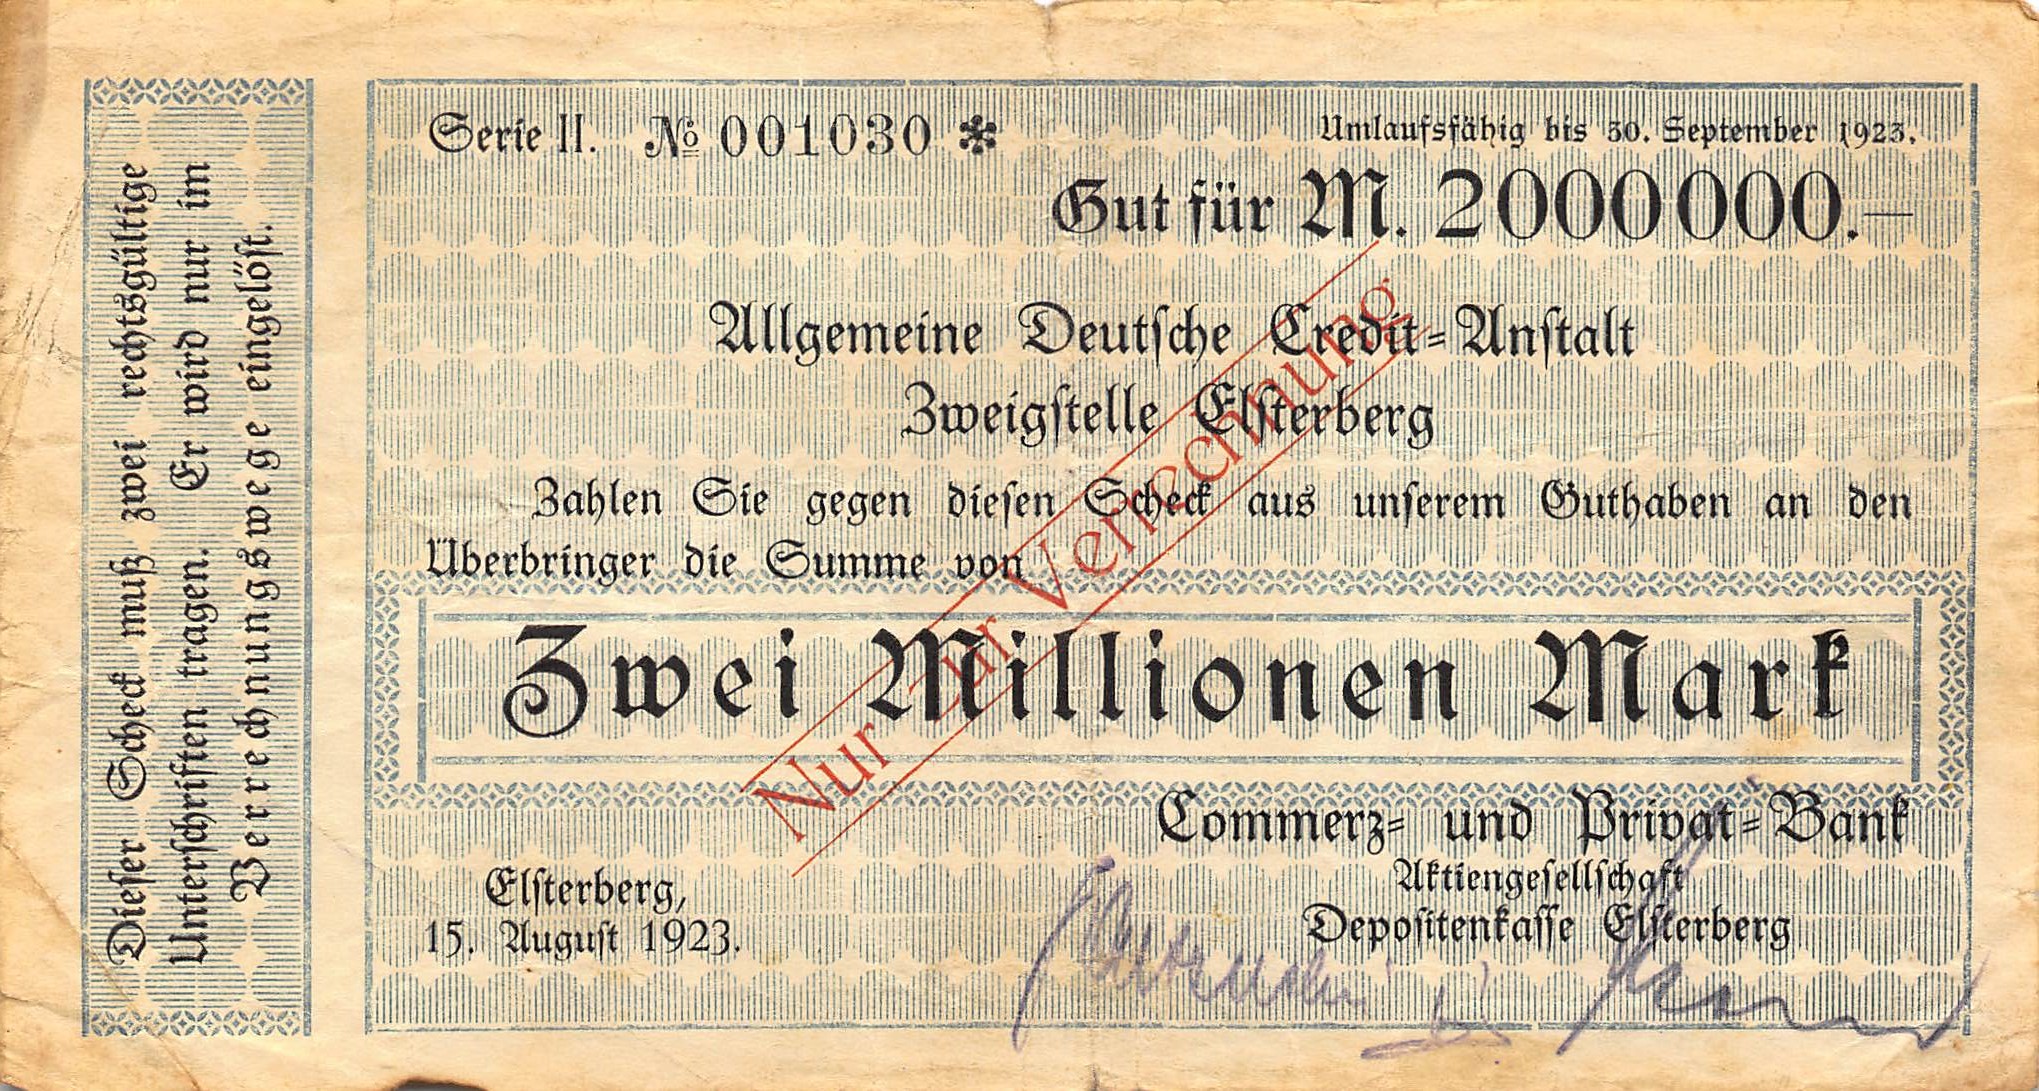 Dieser Scheck muß zwei rechtsgültige
Unterschriften tragen. Er wird nur im
Verrechnungswege eingelöst.
Serie II. № 001030 *
Umlaufsfähig bis 30. September 1923.
Gut für M. 2000000.—
Allgemeine Deutsche Credit=Anstalt
Zweigstelle Elsterberg
Zahlen Sie gegen diesen Scheck aus unserem Guthaben an den
Überbringer die Summe von
Zwei Millionen Mark
Nur zur Verrechnung
Commerz= und Privat=Bank
Aktiengesellschaft
Depositenkasse Elsterberg
Elsterberg,
15. August 1923.